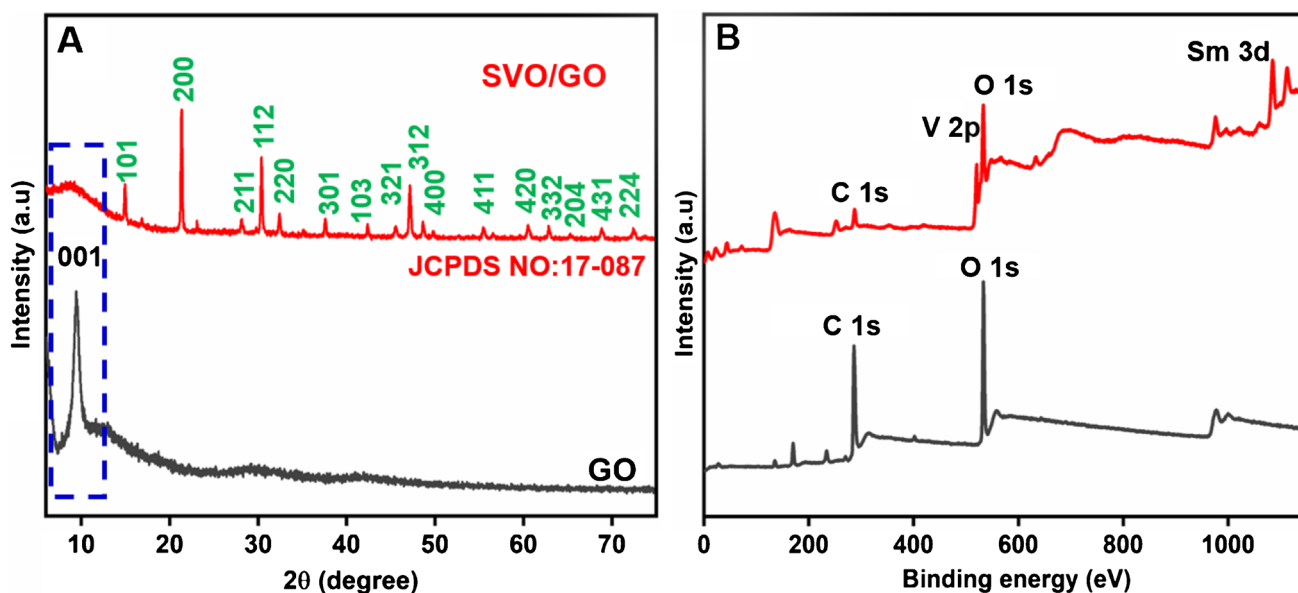 A
SVO/GO
101
200
211
112
220
301
103
321
312
400
411
420
332
204
431
224
JCPDS NO:17-087
001
GO
Intensity (a.u)
10 20 30 40 50 60 70
2θ (degree)
B
Sm 3d
O 1s
V 2p
C 1s
O 1s
C 1s
Intensity (a.u)
0 200 400 600 800 1000
Binding energy (eV)